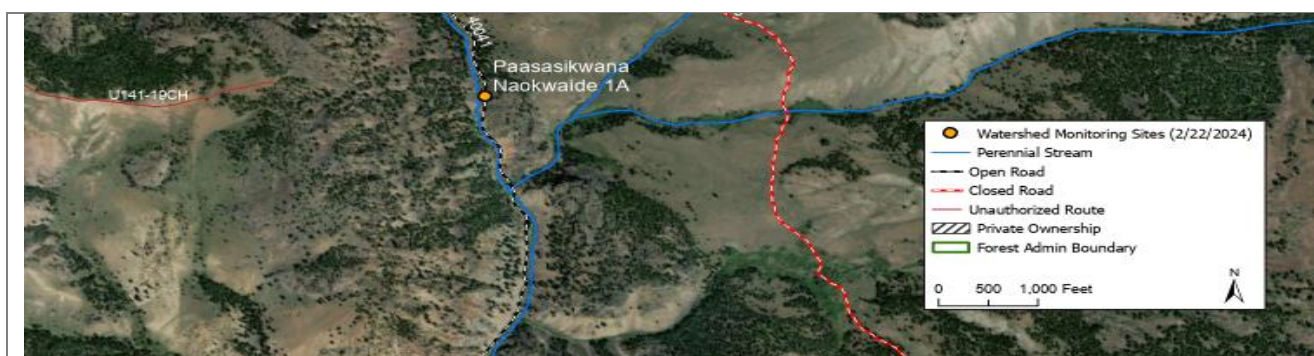 40041
Paasasikwana
Naokwaide 1A
U141-19CH
Watershed Monitoring Sites (2/22/2024)
Perennial Stream
Open Road
Closed Road
Unauthorized Route
Private Ownership
Forest Admin Boundary
N
0 500 1,000 Feet